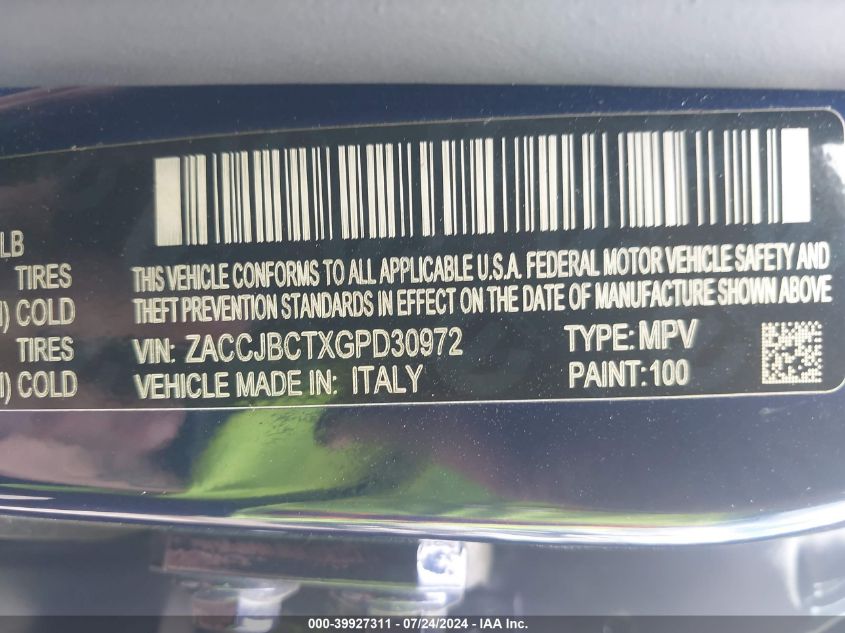 LB
TIRES
) COLD
TIRES
) COLD
THIS VEHICLE CONFORMS TO ALL APPLICABLE U.S.A. FEDERAL MOTOR VEHICLE SAFETY AND
THEFT PREVENTION STANDARDS IN EFFECT ON THE DATE OF MANUFACTURE SHOWN ABOVE
VIN: ZACCJBCTXGPD30972 TYPE: MPV
VEHICLE MADE IN: ITALY PAINT: 100
000-39927311 / 07/24/2024 - IAA Inc.